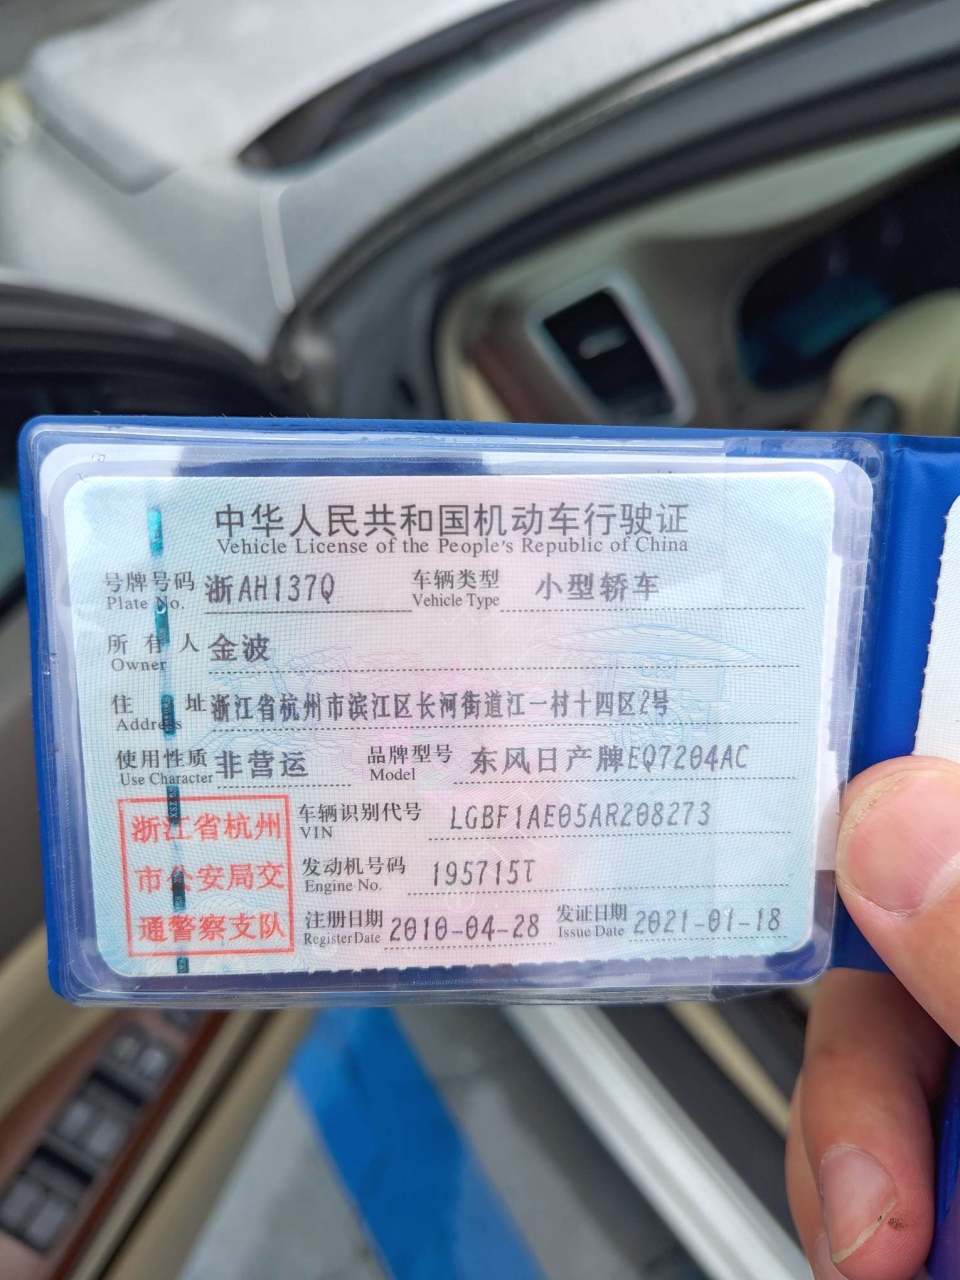 中华人民共和国机动车行驶证
Vehicle License of the People's Republic of China
号牌号码 浙AH137Q 车辆类型 小型轿车
Plate No. Vehicle Type
所有人 金波
Owner
住址 浙江省杭州市滨江区长河街道江一村十四区2号
Address
使用性质 非营运 品牌型号 东风日产牌EQ7204AC
Use Character Model
浙江省杭州
市公安局交
通警察支队
车辆识别代号 LGBF1AE05AR208273
VIN
发动机号码 195715T
Engine No.
注册日期 2010-04-28 发证日期 2021-01-18
Register Date Issue Date